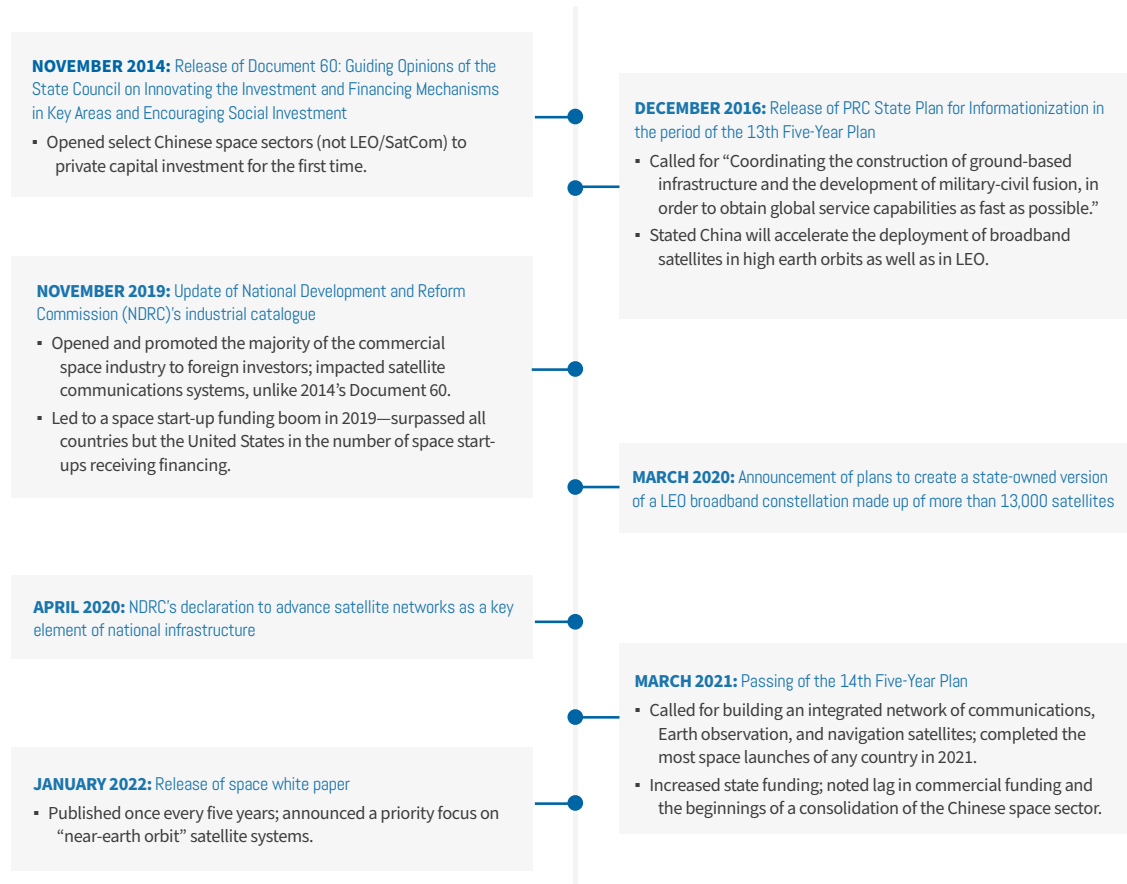 NOVEMBER 2014: Release of Document 60: Guiding Opinions of the
State Council on Innovating the Investment and Financing Mechanisms
in Key Areas and Encouraging Social Investment
▪ Opened select Chinese space sectors (not LEO/SatCom) to
private capital investment for the first time.
DECEMBER 2016: Release of PRC State Plan for Informationization in
the period of the 13th Five-Year Plan
▪ Called for “Coordinating the construction of ground-based
infrastructure and the development of military-civil fusion, in
order to obtain global service capabilities as fast as possible.”
▪ Stated China will accelerate the deployment of broadband
satellites in high earth orbits as well as in LEO.
NOVEMBER 2019: Update of National Development and Reform
Commission (NDRC)’s industrial catalogue
▪ Opened and promoted the majority of the commercial
space industry to foreign investors; impacted satellite
communications systems, unlike 2014’s Document 60.
▪ Led to a space start-up funding boom in 2019—surpassed all
countries but the United States in the number of space start-
ups receiving financing.
MARCH 2020: Announcement of plans to create a state-owned version
of a LEO broadband constellation made up of more than 13,000 satellites
APRIL 2020: NDRC’s declaration to advance satellite networks as a key
element of national infrastructure
MARCH 2021: Passing of the 14th Five-Year Plan
▪ Called for building an integrated network of communications,
Earth observation, and navigation satellites; completed the
most space launches of any country in 2021.
▪ Increased state funding; noted lag in commercial funding and
the beginnings of a consolidation of the Chinese space sector.
JANUARY 2022: Release of space white paper
▪ Published once every five years; announced a priority focus on
“near-earth orbit” satellite systems.